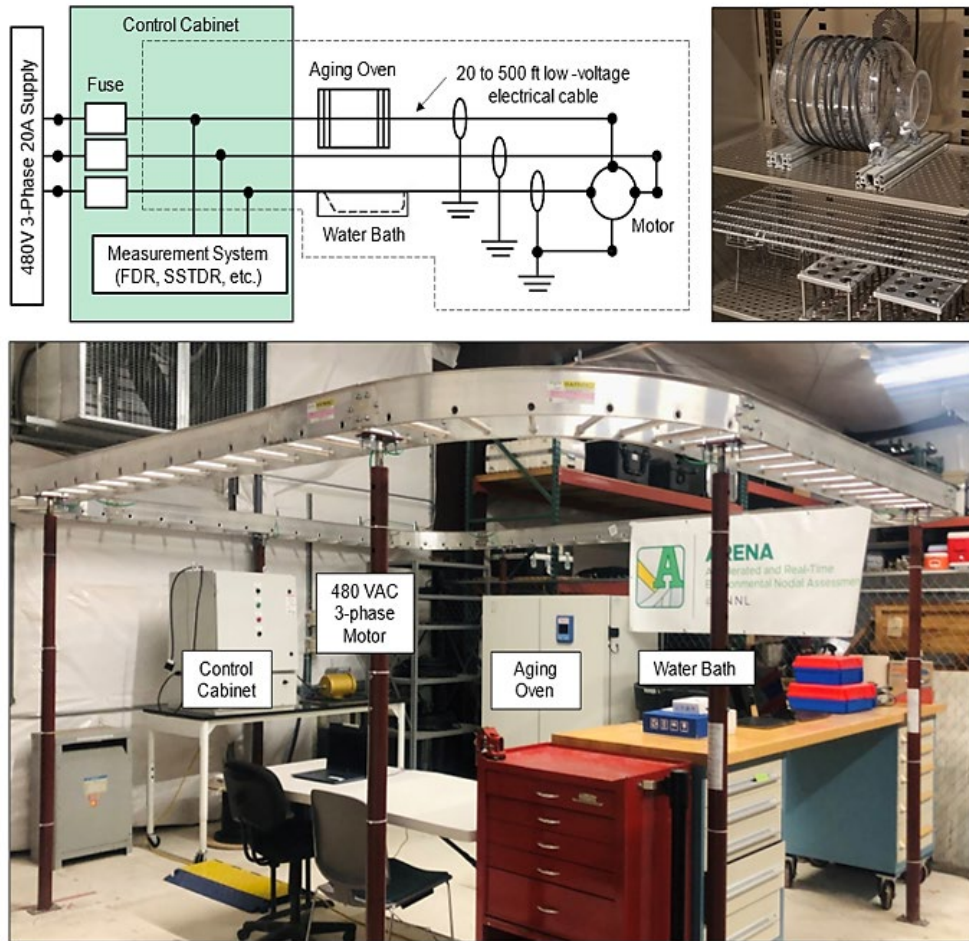 Control Cabinet
480V 3-Phase 20A Supply
Fuse
Aging Oven
20 to 500 ft low-voltage
electrical cable
Water Bath
Motor
Measurement System
(FDR, SSTDR, etc.)
ARENA
Accelerated and Real-Time
Environmental Nodal Assessment
480 VAC
3-phase
Motor
Control
Cabinet
Aging
Oven
Water Bath